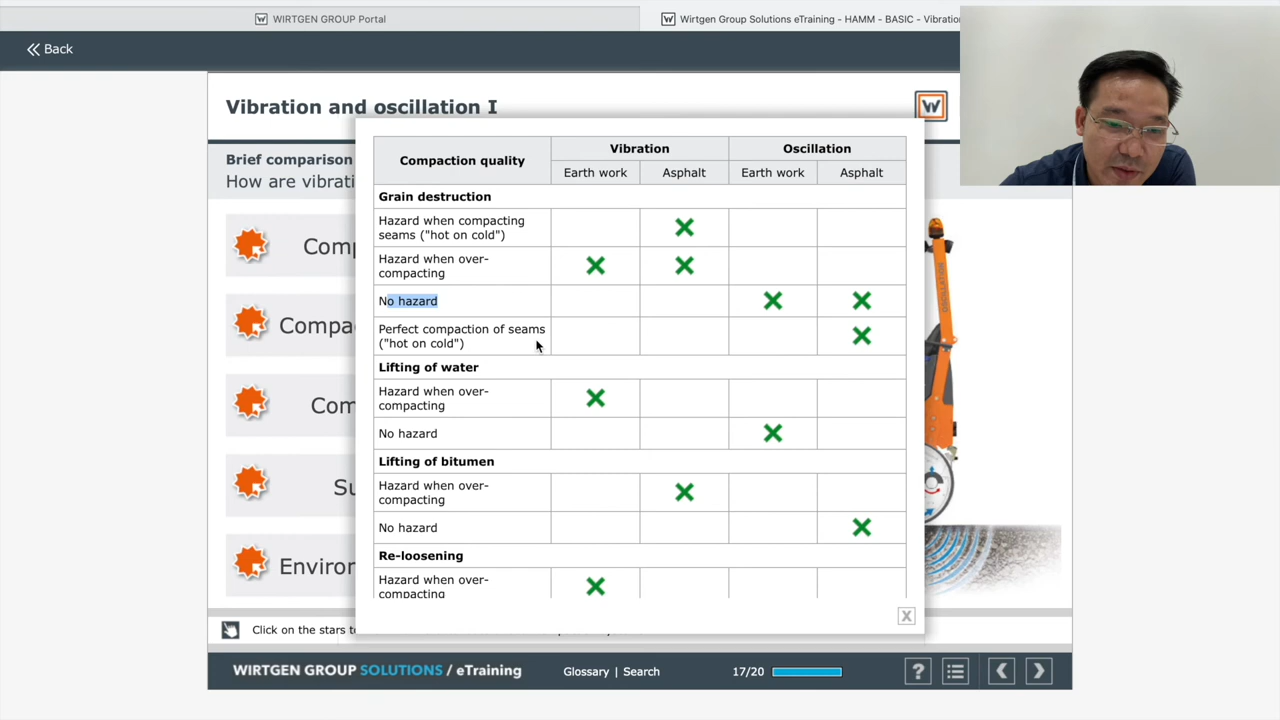 WIRTGEN GROUP Portal
Wirtgen Group Solutions eTraining - HAMM - BASIC - Vibration
Back
Vibration and oscillation I
Brief comparison
How are vibrati
Comp
Compa
Com
Su
Environ
Compaction quality
Vibration
Oscillation
Earth work
Asphalt
Earth work
Asphalt
Grain destruction
Hazard when compacting
seams ("hot on cold")
Hazard when over-
compacting
No hazard
Perfect compaction of seams
("hot on cold")
Lifting of water
Hazard when over-
compacting
No hazard
Lifting of bitumen
Hazard when over-
compacting
No hazard
Re-loosening
Hazard when over-
compacting
X
OSCILLATION
Click on the stars to
WIRTGEN GROUP SOLUTIONS / eTraining
Glossary | Search
17/20
?